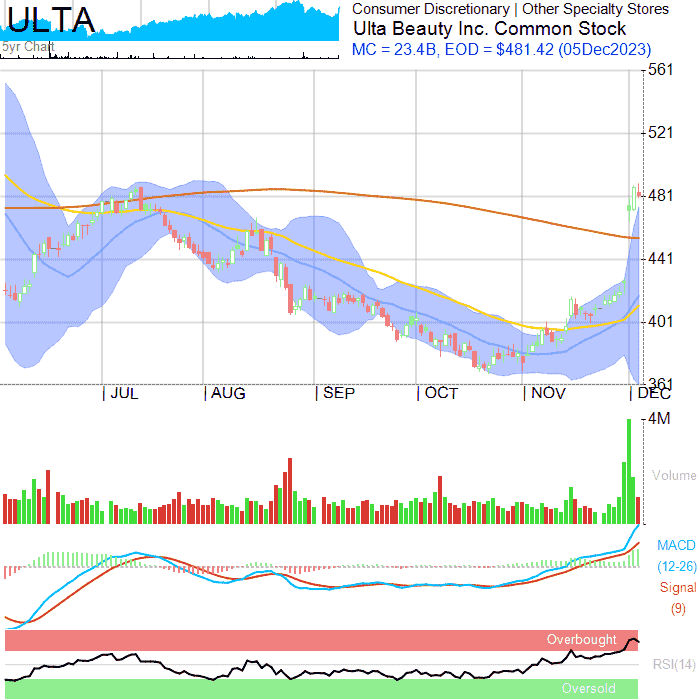 ULTA
5yr Chart
Consumer Discretionary | Other Specialty Stores
Ulta Beauty Inc. Common Stock
MC = 23.4B, EOD = $481.42 (05Dec2023)
561
521
481
441
401
361
JUL
AUG
SEP
OCT
NOV
DEC
4M
Volume
MACD
(12-26)
Signal
(9)
Overbought
RSI(14)
Oversold